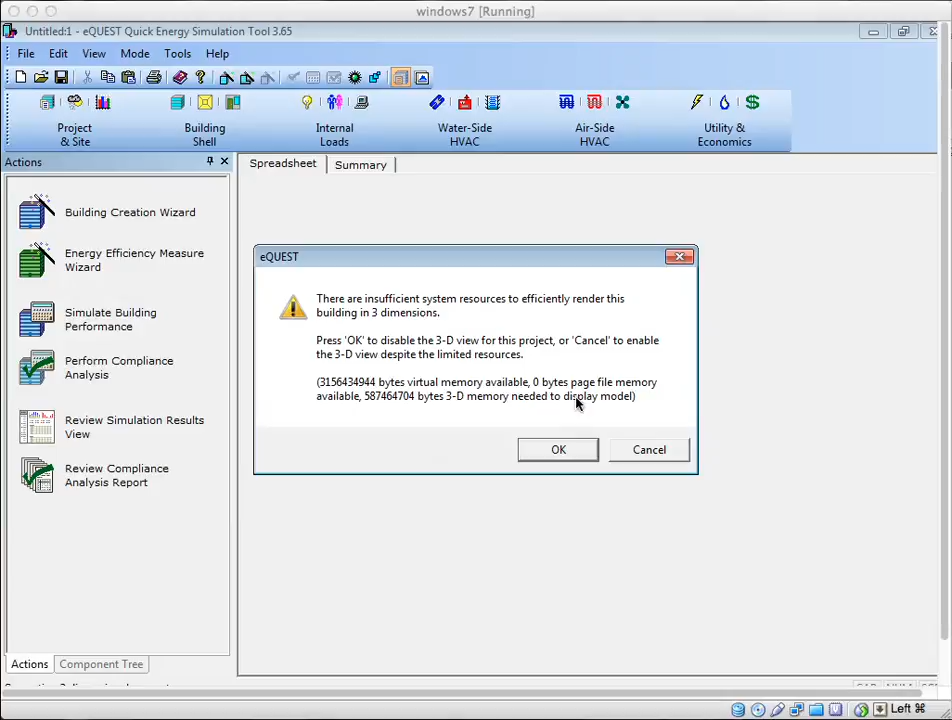 windows7 [Running]
Untitled:1 - eQUEST Quick Energy Simulation Tool 3.65
File Edit View Mode Tools Help
Project & Site
Building Shell
Internal Loads
Water-Side HVAC
Air-Side HVAC
Utility & Economics
Actions
Spreadsheet
Summary
Building Creation Wizard
Energy Efficiency Measure
Wizard
Simulate Building
Performance
Perform Compliance
Analysis
Review Simulation Results
View
Review Compliance
Analysis Report
eQUEST
There are insufficient system resources to efficiently render this
building in 3 dimensions.
Press 'OK' to disable the 3-D view for this project, or 'Cancel' to enable
the 3-D view despite the limited resources.
(3156434944 bytes virtual memory available, 0 bytes page file memory
available, 587464704 bytes 3-D memory needed to display model)
OK
Cancel
Actions
Component Tree
Left ⌘